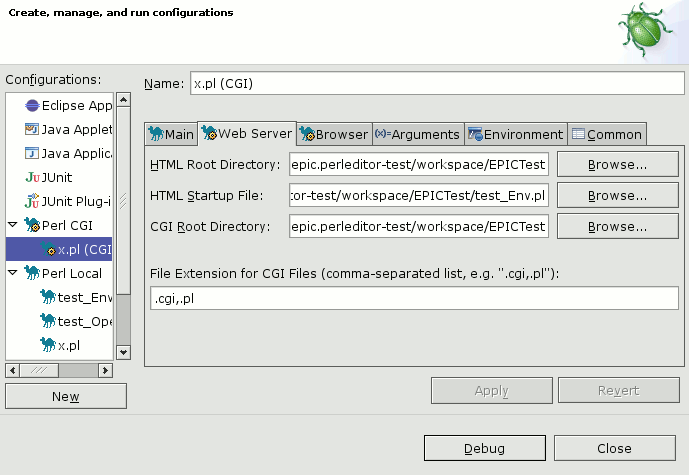 Create, manage, and run configurations
Configurations:
Eclipse App
Java Applet
Java Applica
JUnit
JUnit Plug-i
Perl CGI
x.pl (CGI
Perl Local
test_Env
test_Ope
x.pl
New
Name: x.pl (CGI)
Main Web Server Browser Arguments Environment Common
HTML Root Directory: epic.perleditor-test/workspace/EPICTest Browse...
HTML Startup File: tor-test/workspace/EPICTest/test_Env.pl Browse...
CGI Root Directory: epic.perleditor-test/workspace/EPICTest Browse...
File Extension for CGI Files (comma-separated list, e.g. ".cgi,.pl"):
.cgi,.pl
Apply Revert
Debug Close